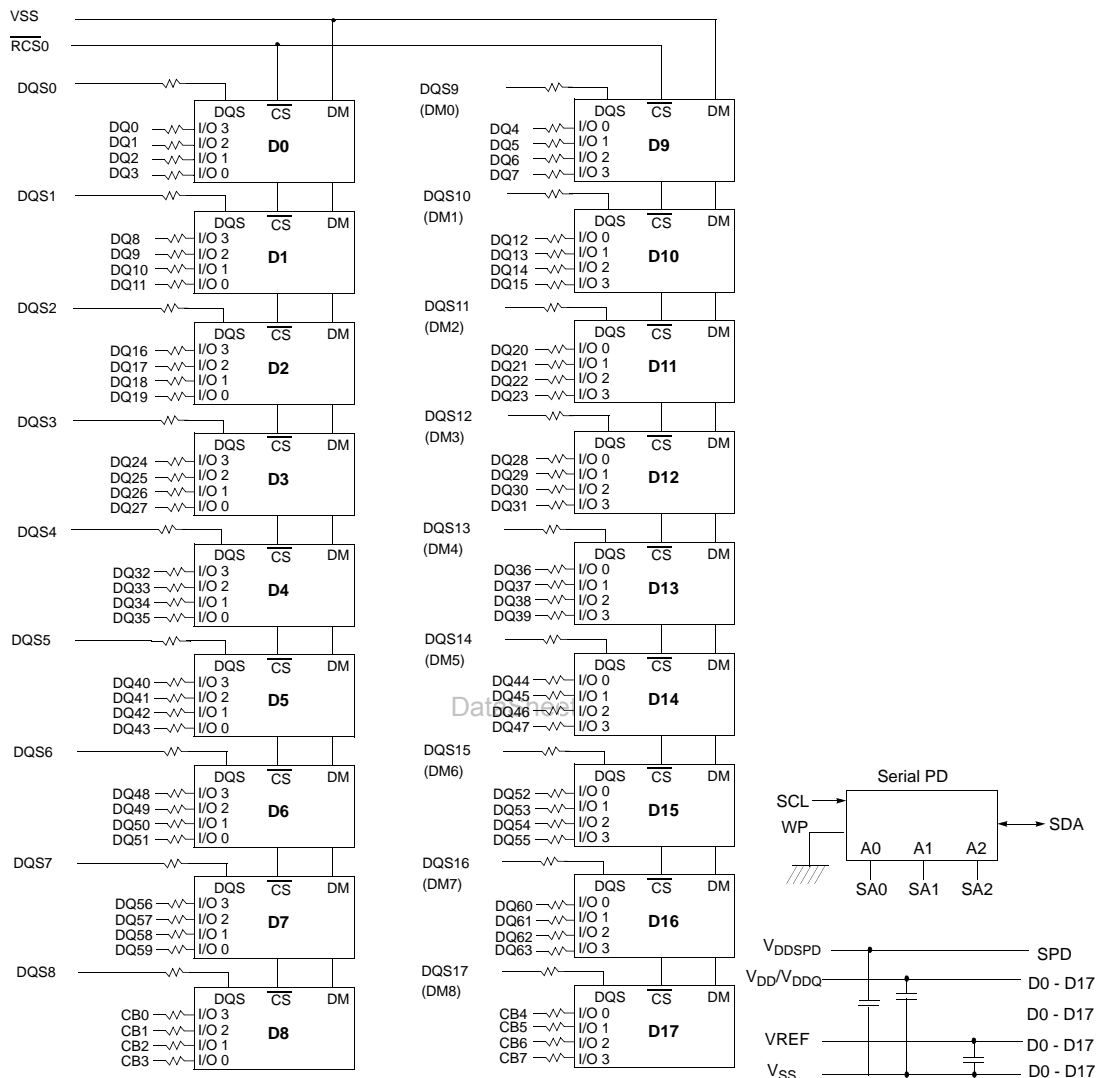 VSS
RCS0
DQS0
DQS CS DM
DQ0 I/O 3
DQ1 I/O 2
DQ2 I/O 1
DQ3 I/O 0
D0
DQS1
DQS CS DM
DQ8 I/O 3
DQ9 I/O 2
DQ10 I/O 1
DQ11 I/O 0
D1
DQS2
DQS CS DM
DQ16 I/O 3
DQ17 I/O 2
DQ18 I/O 1
DQ19 I/O 0
D2
DQS3
DQS CS DM
DQ24 I/O 3
DQ25 I/O 2
DQ26 I/O 1
DQ27 I/O 0
D3
DQS4
DQS CS DM
DQ32 I/O 3
DQ33 I/O 2
DQ34 I/O 1
DQ35 I/O 0
D4
DQS5
DQS CS DM
DQ40 I/O 3
DQ41 I/O 2
DQ42 I/O 1
DQ43 I/O 0
D5
DQS6
DQS CS DM
DQ48 I/O 3
DQ49 I/O 2
DQ50 I/O 1
DQ51 I/O 0
D6
DQS7
DQS CS DM
DQ56 I/O 3
DQ57 I/O 2
DQ58 I/O 1
DQ59 I/O 0
D7
DQS8
DQS CS DM
CB0 I/O 3
CB1 I/O 2
CB2 I/O 1
CB3 I/O 0
D8
DQS9
(DM0)
DQS CS DM
DQ4 I/O 0
DQ5 I/O 1
DQ6 I/O 2
DQ7 I/O 3
D9
DQS10
(DM1)
DQS CS DM
DQ12 I/O 0
DQ13 I/O 1
DQ14 I/O 2
DQ15 I/O 3
D10
DQS11
(DM2)
DQS CS DM
DQ20 I/O 0
DQ21 I/O 1
DQ22 I/O 2
DQ23 I/O 3
D11
DQS12
(DM3)
DQS CS DM
DQ28 I/O 0
DQ29 I/O 1
DQ30 I/O 2
DQ31 I/O 3
D12
DQS13
(DM4)
DQS CS DM
DQ36 I/O 0
DQ37 I/O 1
DQ38 I/O 2
DQ39 I/O 3
D13
DQS14
(DM5)
DQS CS DM
DQ44 I/O 0
DQ45 I/O 1
DQ46 I/O 2
DQ47 I/O 3
D14
DataSheet
DQS15
(DM6)
DQS CS DM
DQ52 I/O 0
DQ53 I/O 1
DQ54 I/O 2
DQ55 I/O 3
D15
DQS16
(DM7)
DQS CS DM
DQ60 I/O 0
DQ61 I/O 1
DQ62 I/O 2
DQ63 I/O 3
D16
DQS17
(DM8)
DQS CS DM
CB4 I/O 0
CB5 I/O 1
CB6 I/O 2
CB7 I/O 3
D17
Serial PD
SCL
WP
SDA
A0 A1 A2
SA0 SA1 SA2
VDDSPD SPD
VDD/VDDQ D0 - D17
D0 - D17
VREF D0 - D17
VSS D0 - D17